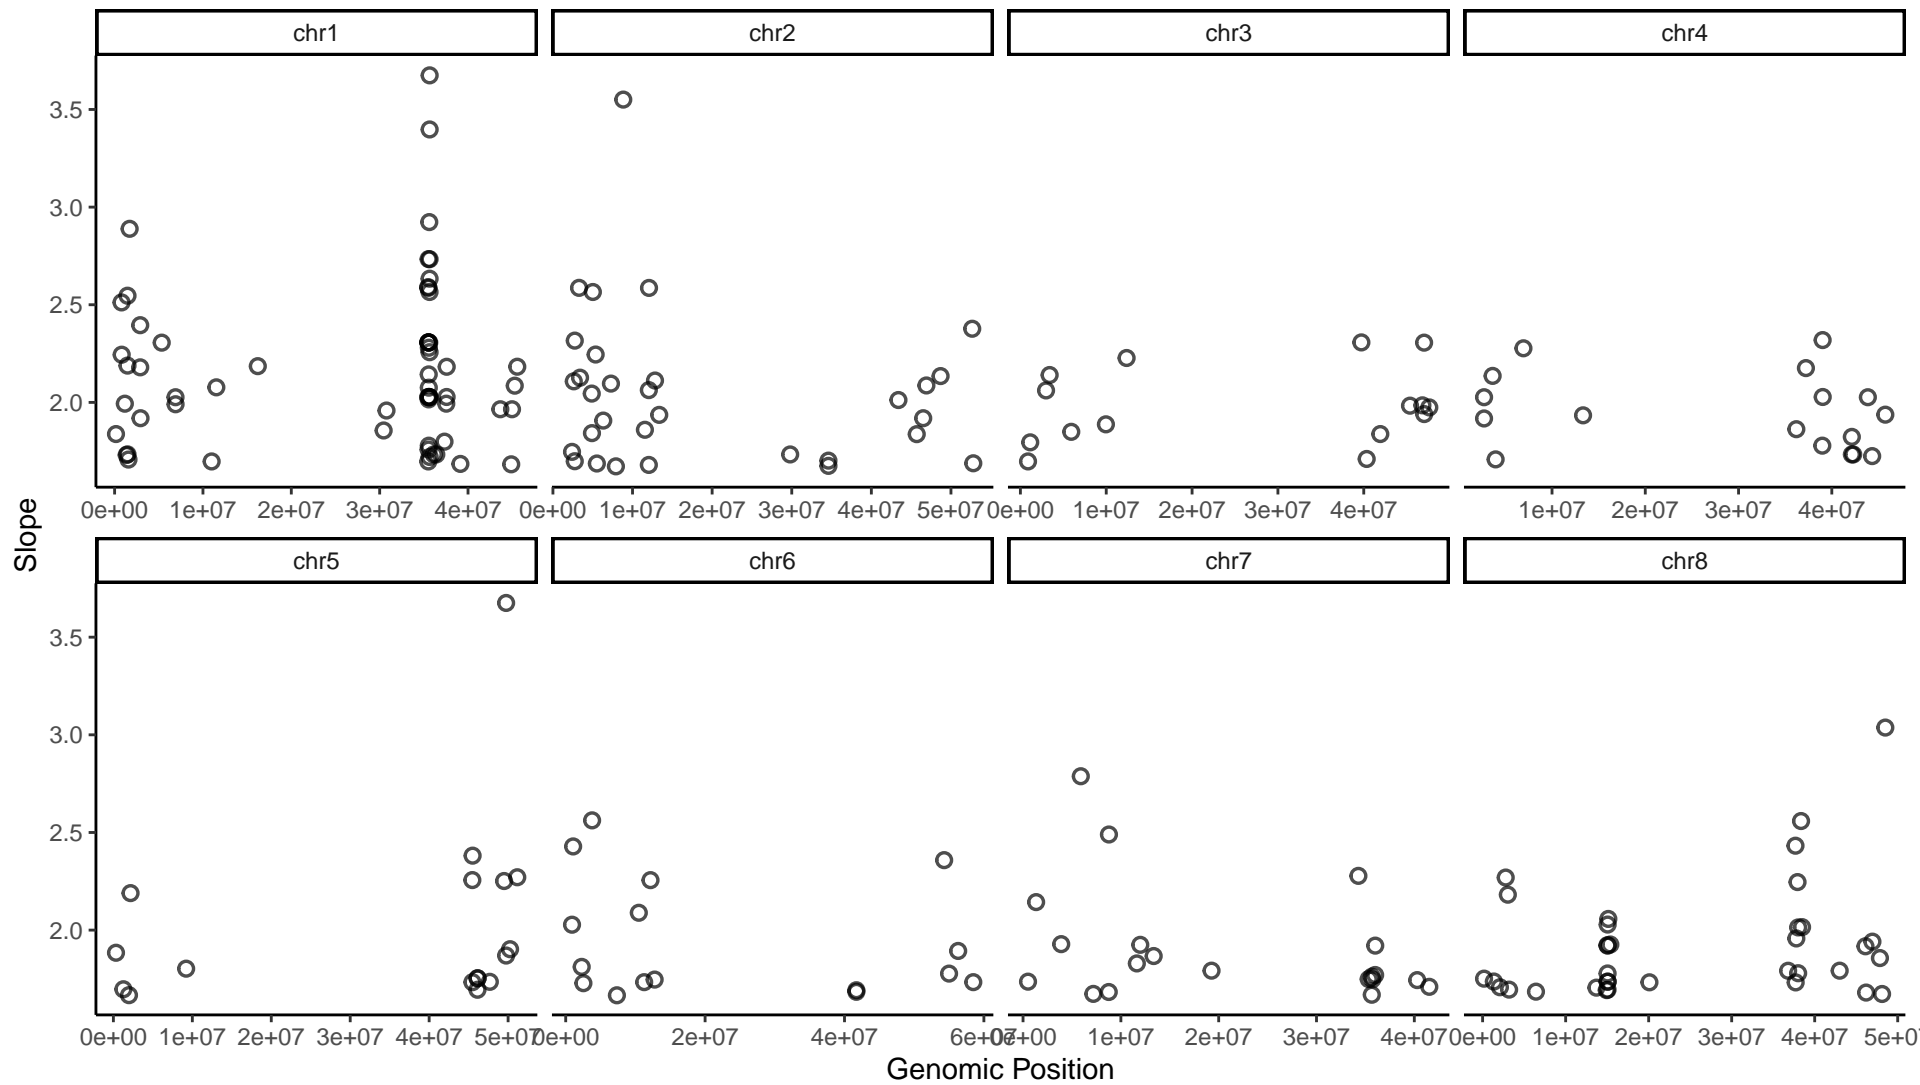 chr1 chr2 chr3 chr4
3.5
3.0
2.5
2.0
0e+00 1e+07 2e+07 3e+07 4e+07 0e+00 1e+07 2e+07 3e+07 4e+07 5e+07 0e+00 1e+07 2e+07 3e+07 4e+07 1e+07 2e+07 3e+07 4e+07
Slope
chr5 chr6 chr7 chr8
3.5
3.0
2.5
2.0
0e+00 1e+07 2e+07 3e+07 4e+07 5e+07 0e+00 2e+07 4e+07 6e+07 0e+00 1e+07 2e+07 3e+07 4e+07 0e+00 1e+07 2e+07 3e+07 4e+07 5e+0
Genomic Position